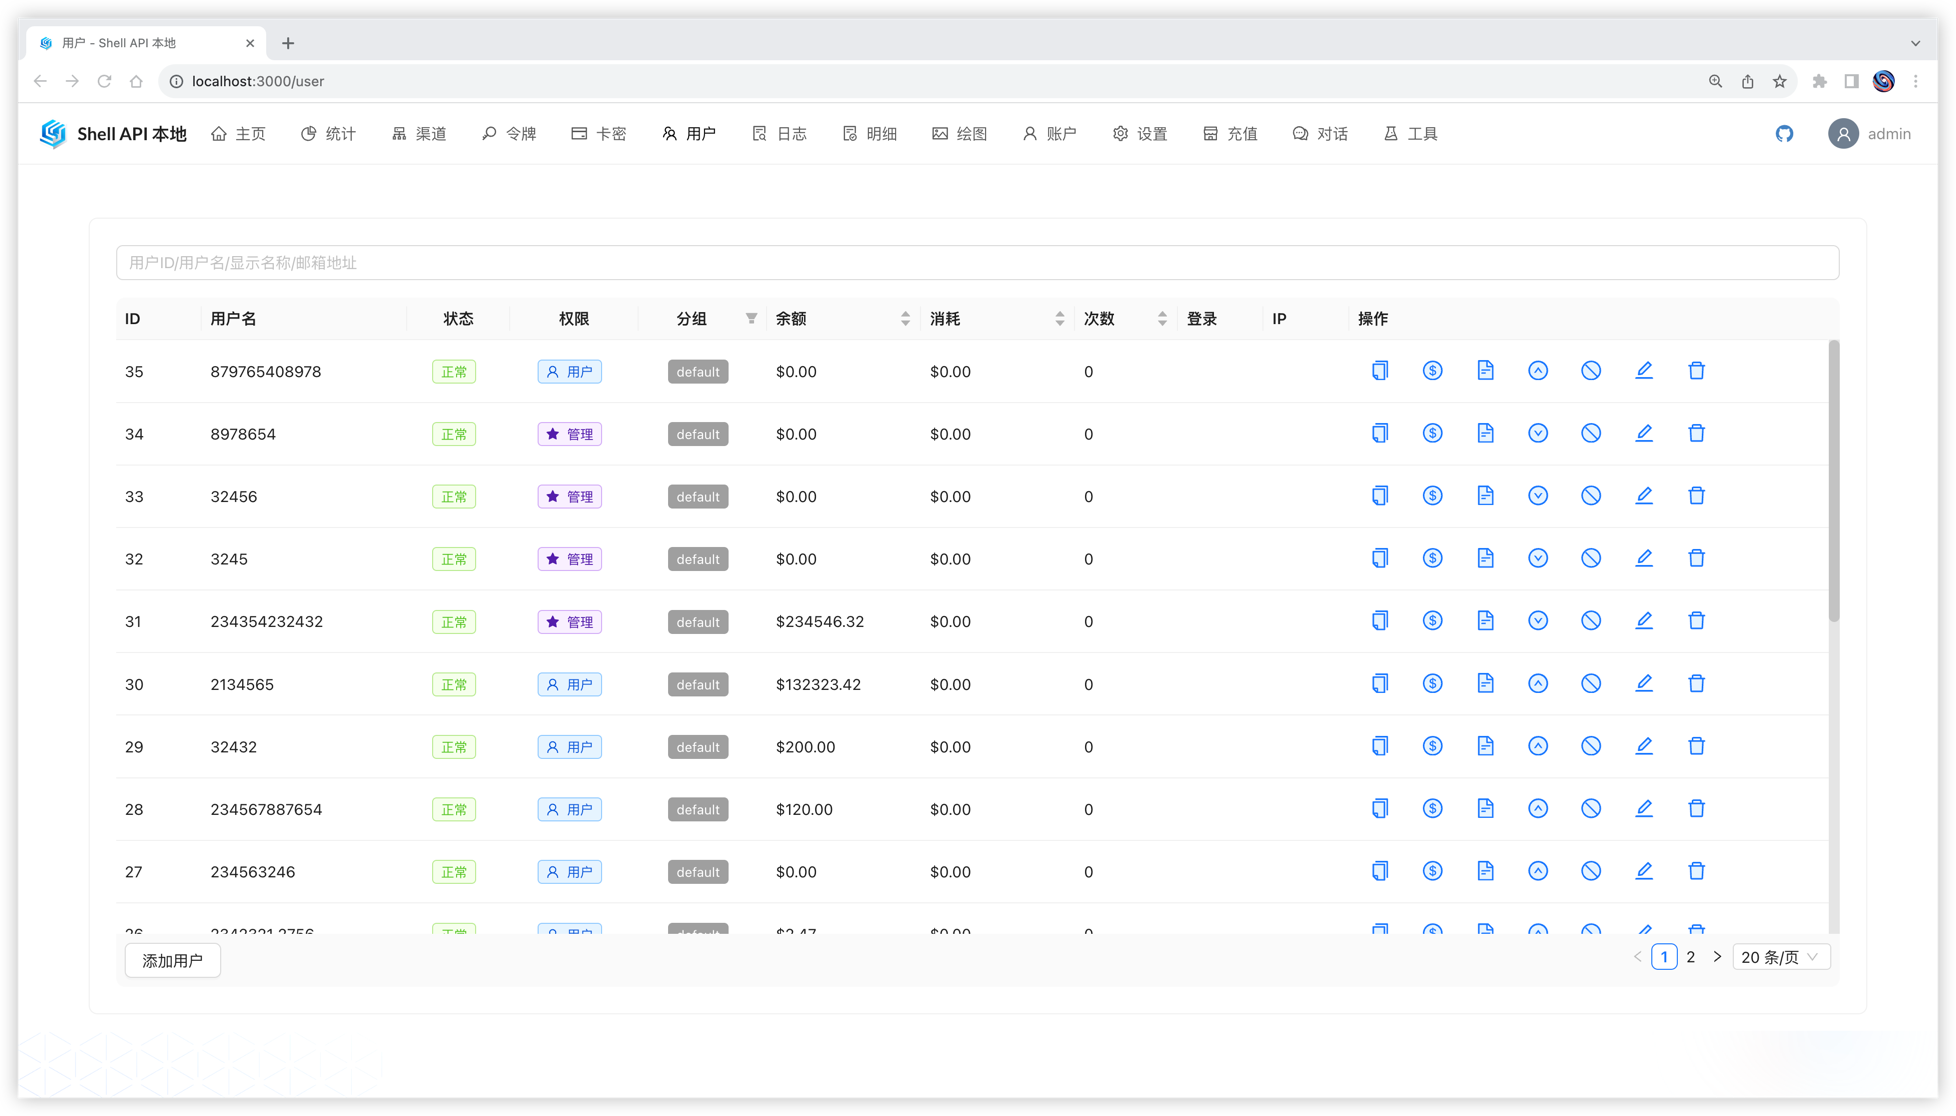 用户 - Shell API 本地
localhost:3000/user
Shell API 本地 主页 统计 渠道 令牌 卡密 用户 日志 明细 绘图 账户 设置 充值 对话 工具 admin
用户ID/用户名/显示名称/邮箱地址
ID 用户名 状态 权限 分组 余额 消耗 次数 登录 IP 操作
35 879765408978 正常 用户 default $0.00 $0.00 0
34 8978654 正常 管理 default $0.00 $0.00 0
33 32456 正常 管理 default $0.00 $0.00 0
32 3245 正常 管理 default $0.00 $0.00 0
31 234354232432 正常 管理 default $234546.32 $0.00 0
30 2134565 正常 用户 default $132323.42 $0.00 0
29 32432 正常 用户 default $200.00 $0.00 0
28 234567887654 正常 用户 default $120.00 $0.00 0
27 234563246 正常 用户 default $0.00 $0.00 0
26 正常 用户 default $0.00 0
添加用户 1 2 20 条/页